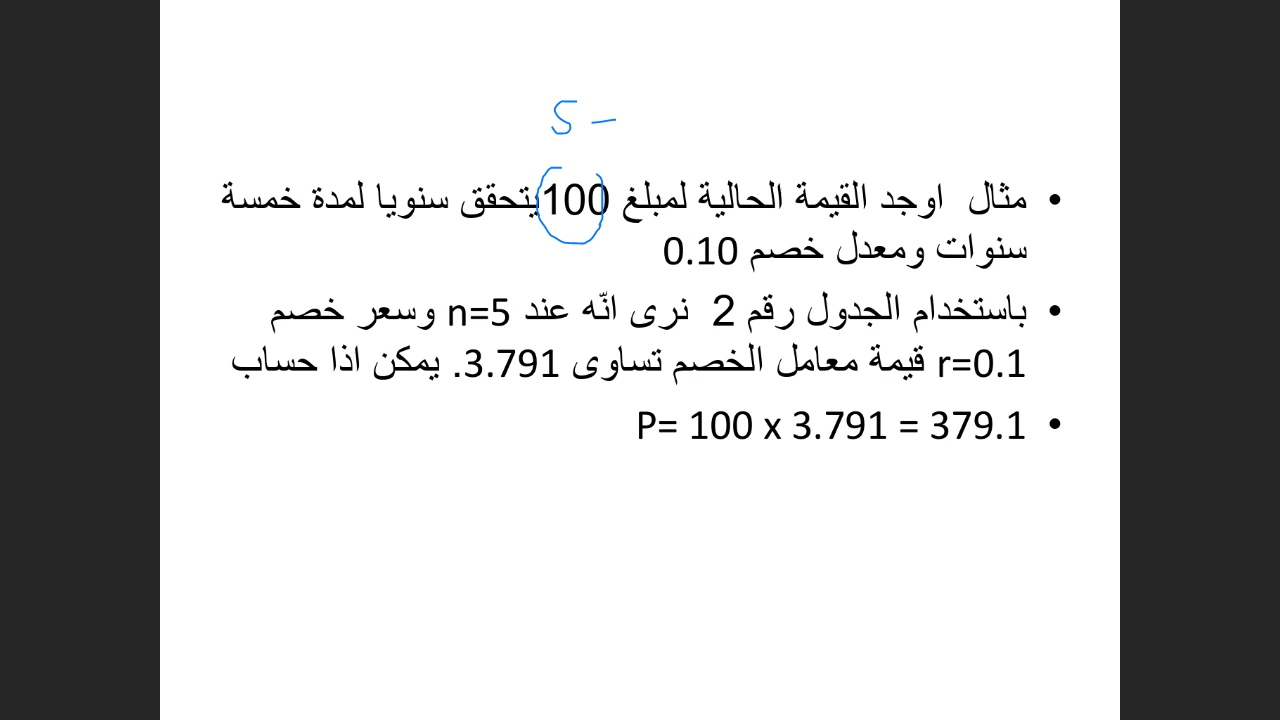 5 –
• مثال اوجد القيمة الحالية لمبلغ 100يتحقق سنويا لمدة خمسة
سنوات ومعدل خصم 0.10
• باستخدام الجدول رقم 2 نرى انّه عند n=5 وسعر خصم
r=0.1 قيمة معامل الخصم تساوى 3.791. يمكن اذا حساب
• P= 100 x 3.791 = 379.1